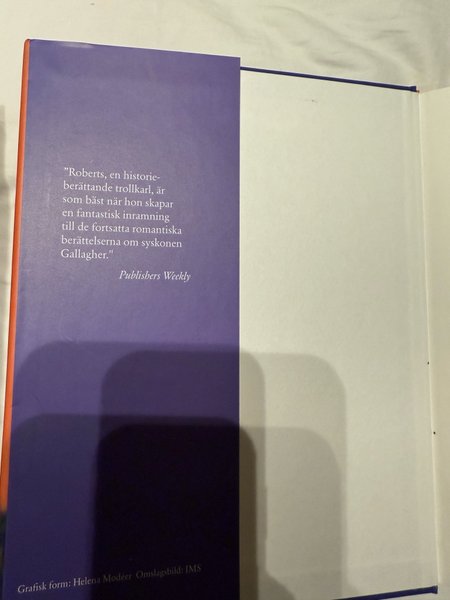 ”Roberts, en historie-
berättande trollkarl, är
som bäst när hon skapar
en fantastisk inramning
till de fortsatta romantiska
berättelserna om syskonen
Gallagher.”
Publishers Weekly
Grafisk form: Helena Modéer Omslagsbild: IMS